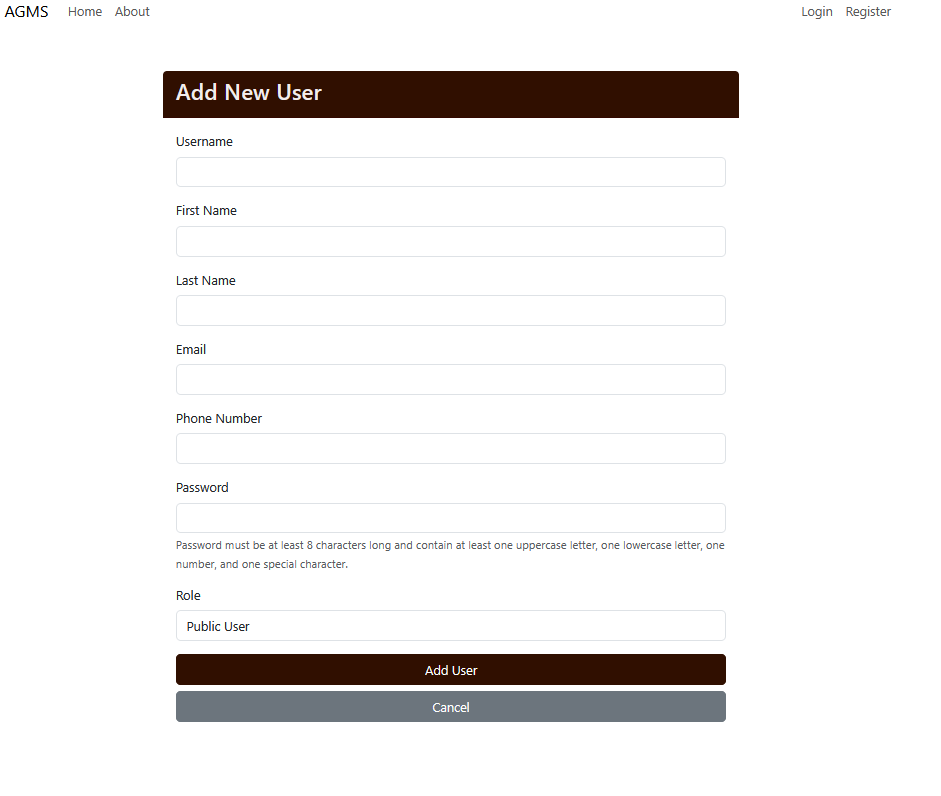 AGMS Home About Login Register
Add New User
Username
First Name
Last Name
Email
Phone Number
Password
Password must be at least 8 characters long and contain at least one uppercase letter, one lowercase letter, one
number, and one special character.
Role
Public User
Add User
Cancel